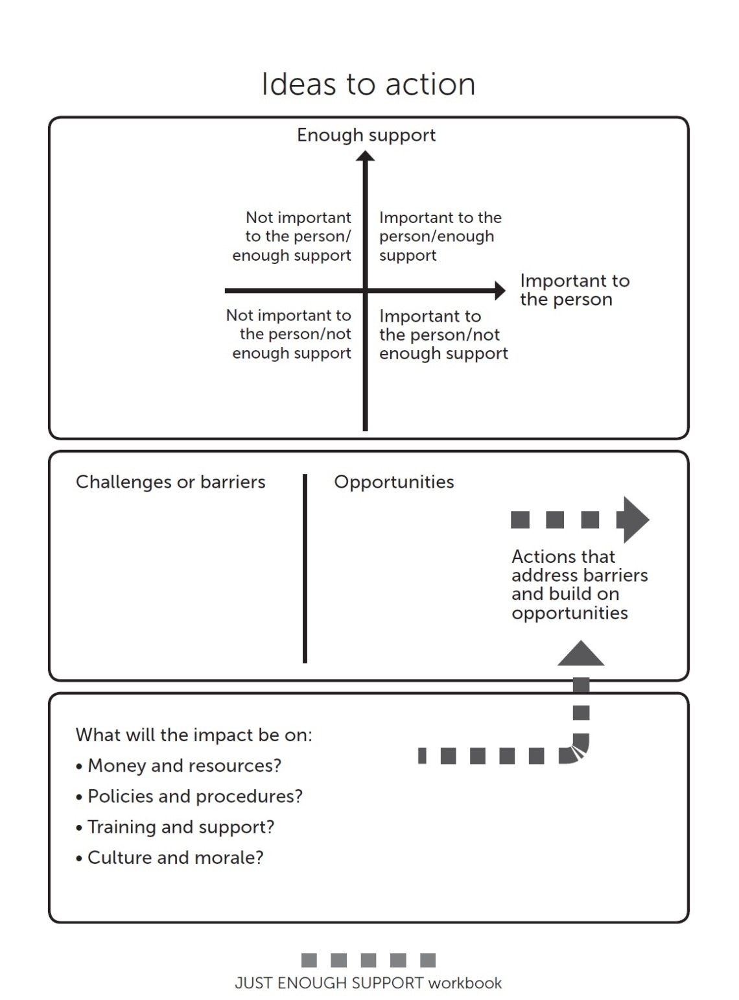 Ideas to action
Enough support
Not important
to the person/
enough support
Important to the
person/enough
support
Important to
the person
Not important to
the person/not
enough support
Important to
the person/not
enough support
Challenges or barriers
Opportunities
Actions that
address barriers
and build on
opportunities
What will the impact be on:
• Money and resources?
• Policies and procedures?
• Training and support?
• Culture and morale?
JUST ENOUGH SUPPORT workbook